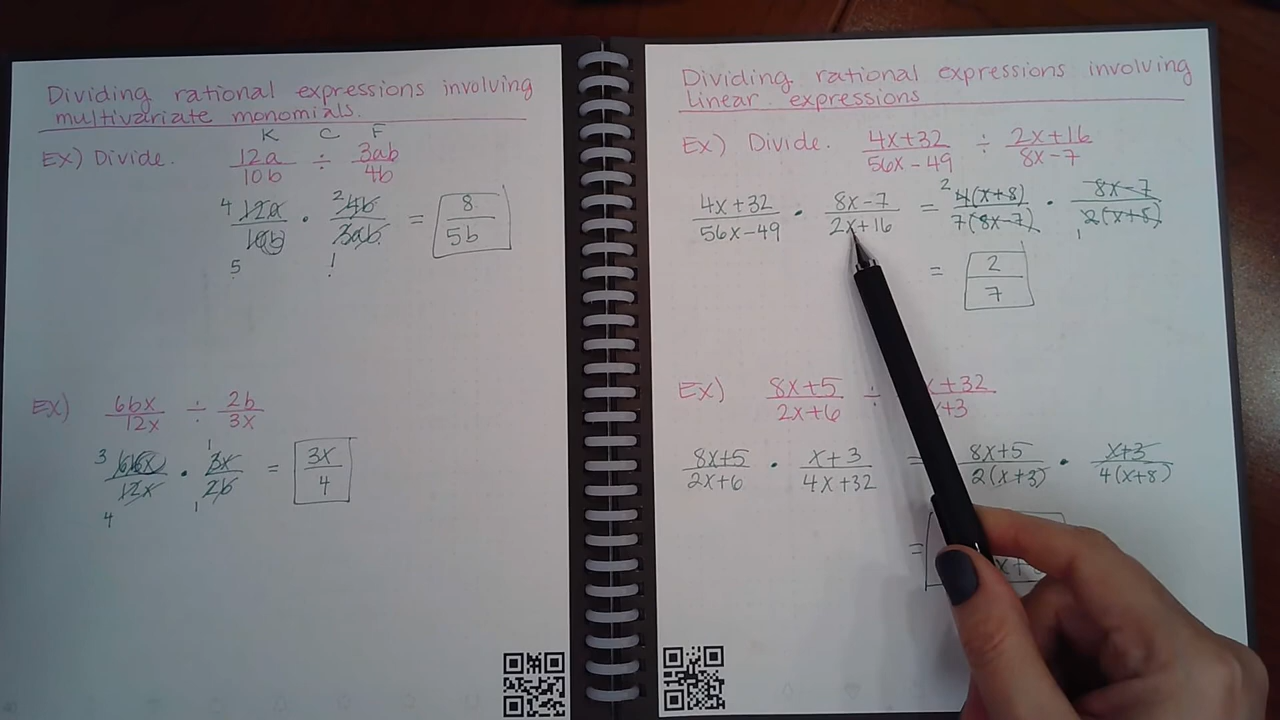 Dividing rational expressions involving
multivariate monomials.
K C F
Ex) Divide. 12a/10b ÷ 3ab/4b
4 12a/10b · 2 4b/3ab = 8/5b
5 1
Ex) 6bx/12x ÷ 2b/3x
3 6bx/12x · 1 3x/2b = 3x/4
4 1
Dividing rational expressions involving
Linear expressions
Ex) Divide. 4x+32/56x-49 ÷ 2x+16/8x-7
4x+32/56x-49 · 8x-7/2x+16 = 2 4(x+8)/7(8x-7) · 8x-7/2(x+8)
1
= 2/7
Ex) 8x+5/2x+6 ÷ x+32/x+3
8x+5/2x+6 · x+3/4x+32 = 8x+5/2(x+3) · x+3/4(x+8)
=